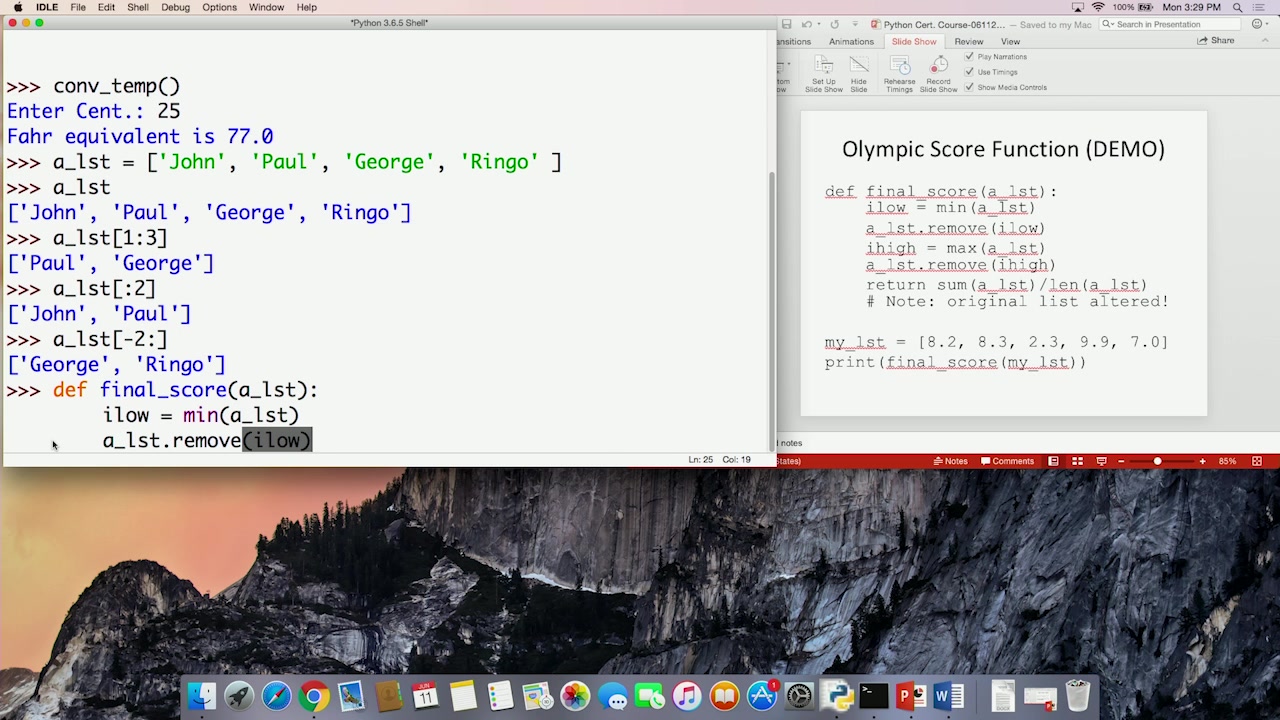 IDLE File Edit Shell Debug Options Window Help
100% Mon 3:29 PM
*Python 3.6.5 Shell*
>>> conv_temp()
Enter Cent.: 25
Fahr equivalent is 77.0
>>> a_lst = ['John', 'Paul', 'George', 'Ringo' ]
>>> a_lst
['John', 'Paul', 'George', 'Ringo']
>>> a_lst[1:3]
['Paul', 'George']
>>> a_lst[:2]
['John', 'Paul']
>>> a_lst[-2:]
['George', 'Ringo']
>>> def final_score(a_lst):
ilow = min(a_lst)
a_lst.remove(ilow)
Ln: 25 Col: 19
Python Cert. Course-06112... — Saved to my Mac
Search in Presentation
nsitions Animations Slide Show Review View
Share
tom
ow
Set Up
Slide Show
Hide
Slide
Rehearse
Timings
Record
Slide Show
Play Narrations
Use Timings
Show Media Controls
Olympic Score Function (DEMO)
def final_score(a_lst):
ilow = min(a_lst)
a_lst.remove(ilow)
ihigh = max(a_lst)
a_lst.remove(ihigh)
return sum(a_lst)/len(a_lst)
# Note: original list altered!
my_lst = [8.2, 8.3, 2.3, 9.9, 7.0]
print(final_score(my_lst))
d notes
States)
Notes Comments
85%
JUN
11
1